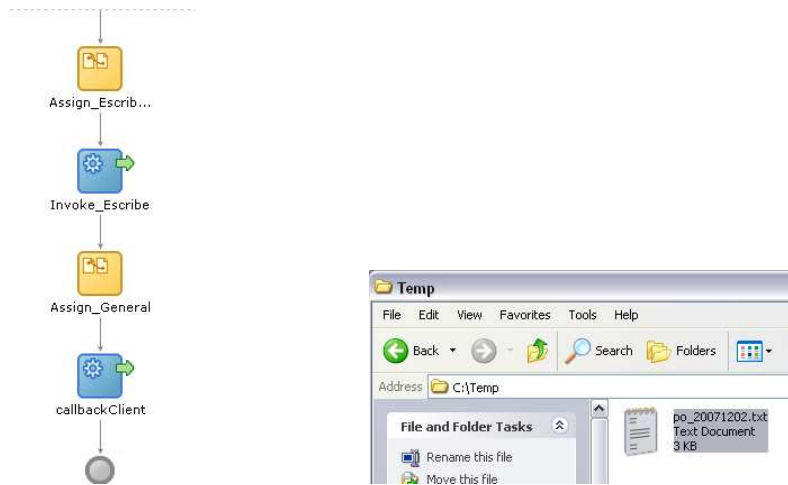 Assign_Escrib...
Invoke_Escribe
Assign_General
callbackClient
Temp
File Edit View Favorites Tools Help
Back Search Folders
Address C:\Temp
File and Folder Tasks
Rename this file
Move this file
po_20071202.txt
Text Document
3 KB